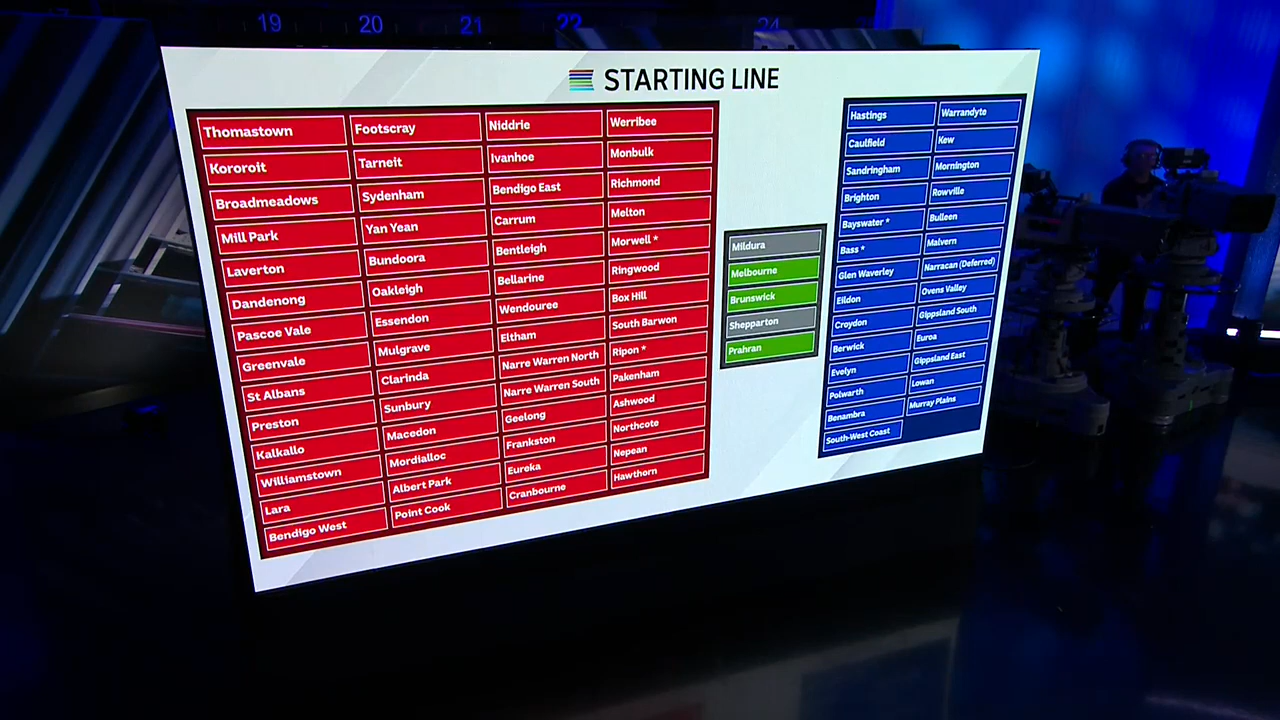 17 19 20 21 22 24
STARTING LINE
Thomastown
Kororoit
Broadmeadows
Mill Park
Laverton
Dandenong
Pascoe Vale
Greenvale
St Albans
Preston
Kalkallo
Williamstown
Lara
Bendigo West
Footscray
Tarneit
Sydenham
Yan Yean
Bundoora
Oakleigh
Essendon
Mulgrave
Clarinda
Sunbury
Macedon
Mordialloc
Albert Park
Point Cook
Niddrie
Ivanhoe
Bendigo East
Carrum
Bentleigh
Bellarine
Wendouree
Eltham
Narre Warren North
Narre Warren South
Geelong
Frankston
Eureka
Cranbourne
Werribee
Monbulk
Richmond
Melton
Morwell *
Ringwood
Box Hill
South Barwon
Ripon *
Pakenham
Ashwood
Northcote
Nepean
Hawthorn
Mildura
Melbourne
Brunswick
Shepparton
Prahran
Hastings
Caulfield
Sandringham
Brighton
Bayswater *
Bass *
Glen Waverley
Eildon
Croydon
Berwick
Evelyn
Polwarth
Benambra
South-West Coast
Warrandyte
Kew
Mornington
Rowville
Bulleen
Malvern
Narracan (Deferred)
Ovens Valley
Gippsland South
Euroa
Gippsland East
Lowan
Murray Plains